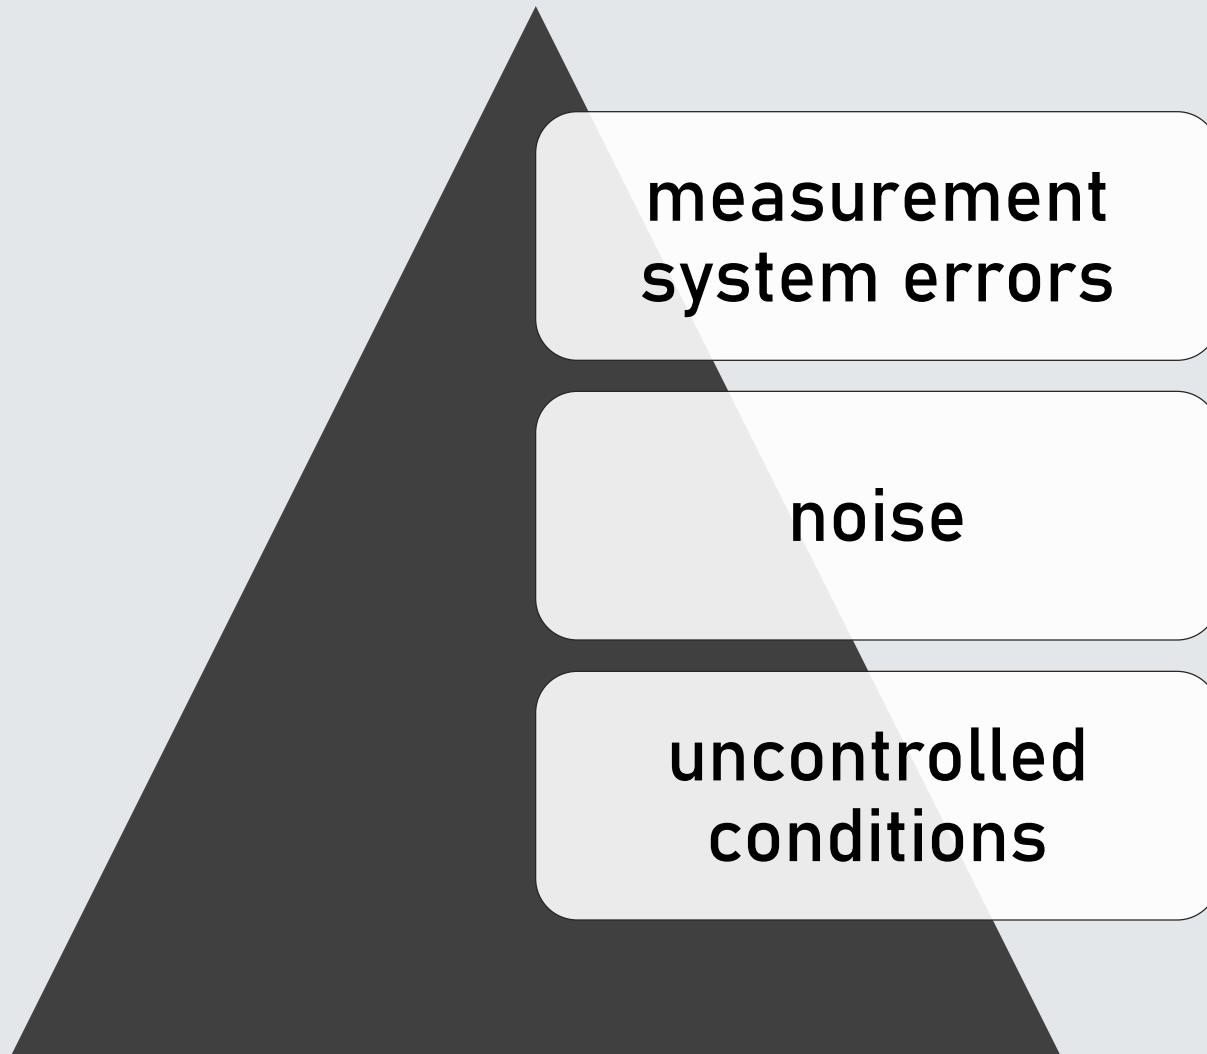 measurement
system errors
noise
uncontrolled
conditions